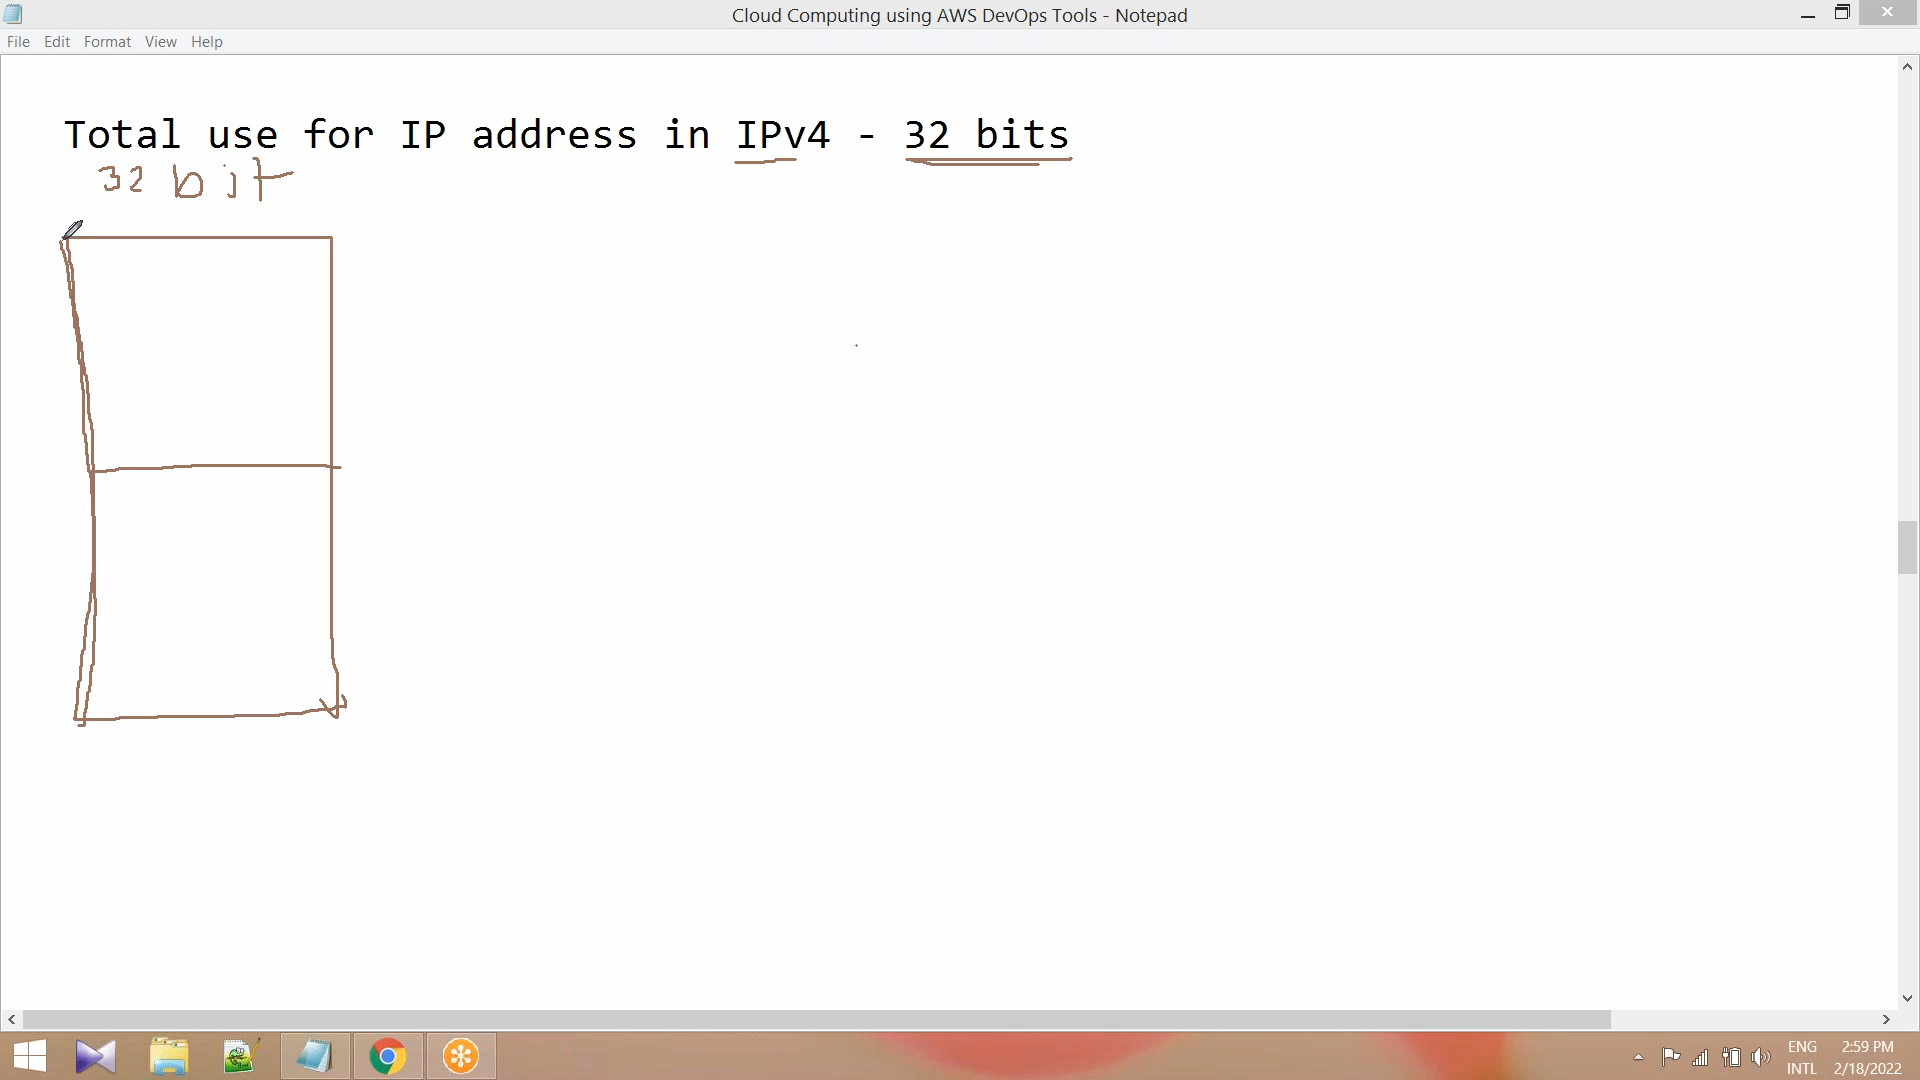 Cloud Computing using AWS DevOps Tools - Notepad
File Edit Format View Help
Total use for IP address in IPv4 - 32 bits
32 bit
ENG 2:59 PM
INTL 2/18/2022